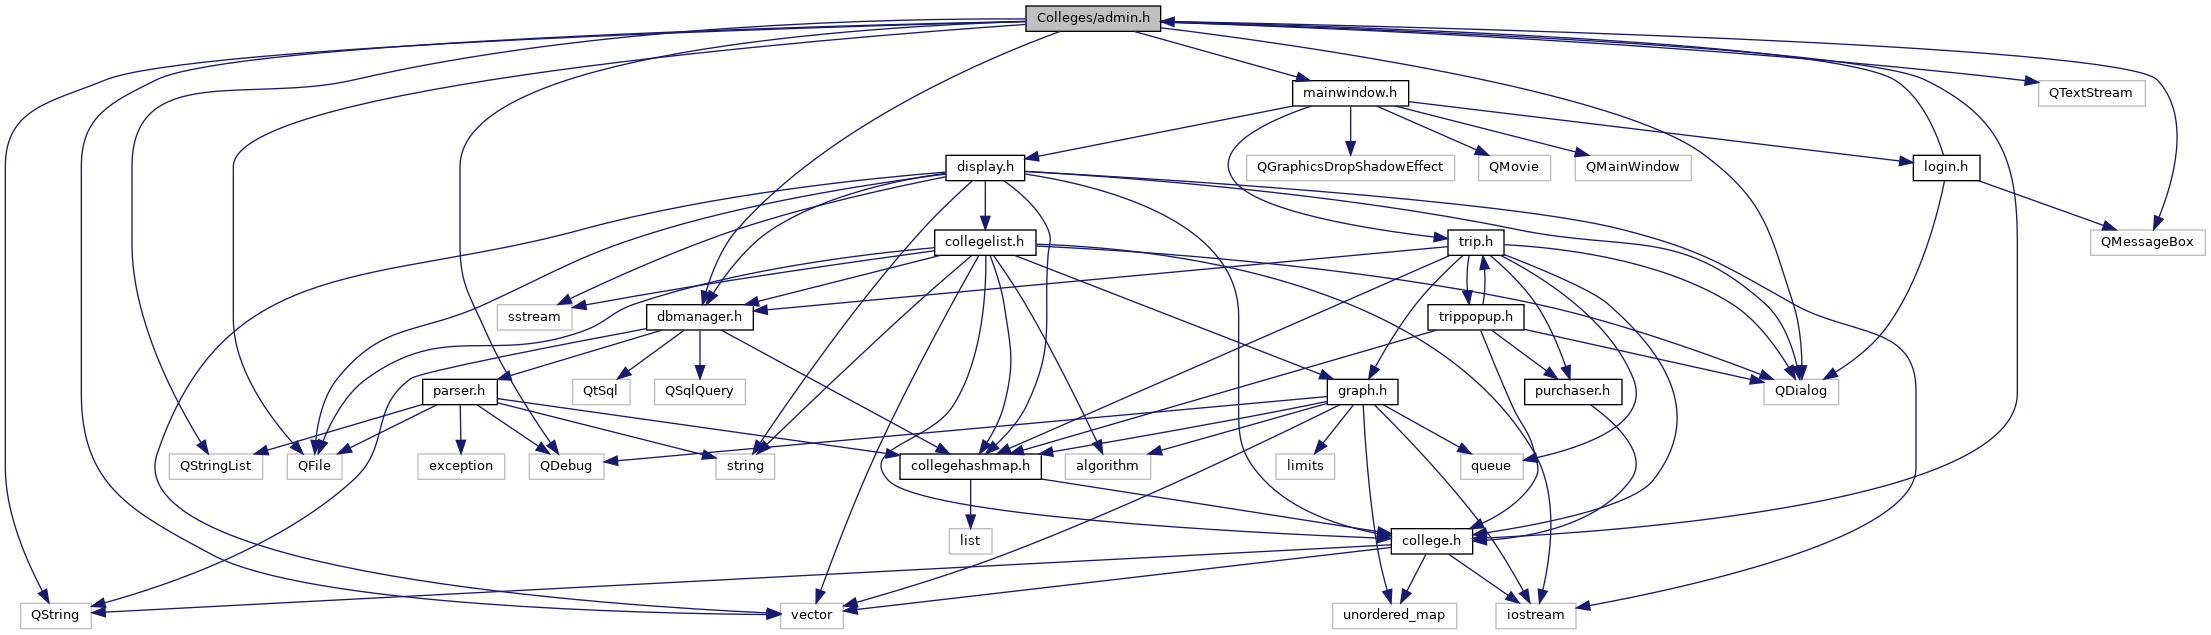 Colleges/admin.h
mainwindow.h
QTextStream
display.h
QGraphicsDropShadowEffect
QMovie
QMainWindow
login.h
collegelist.h
trip.h
QMessageBox
sstream
dbmanager.h
trippopup.h
parser.h
QtSql
QSqlQuery
graph.h
purchaser.h
QDialog
QStringList
QFile
exception
QDebug
string
collegehashmap.h
algorithm
limits
queue
list
college.h
QString
vector
unordered_map
iostream